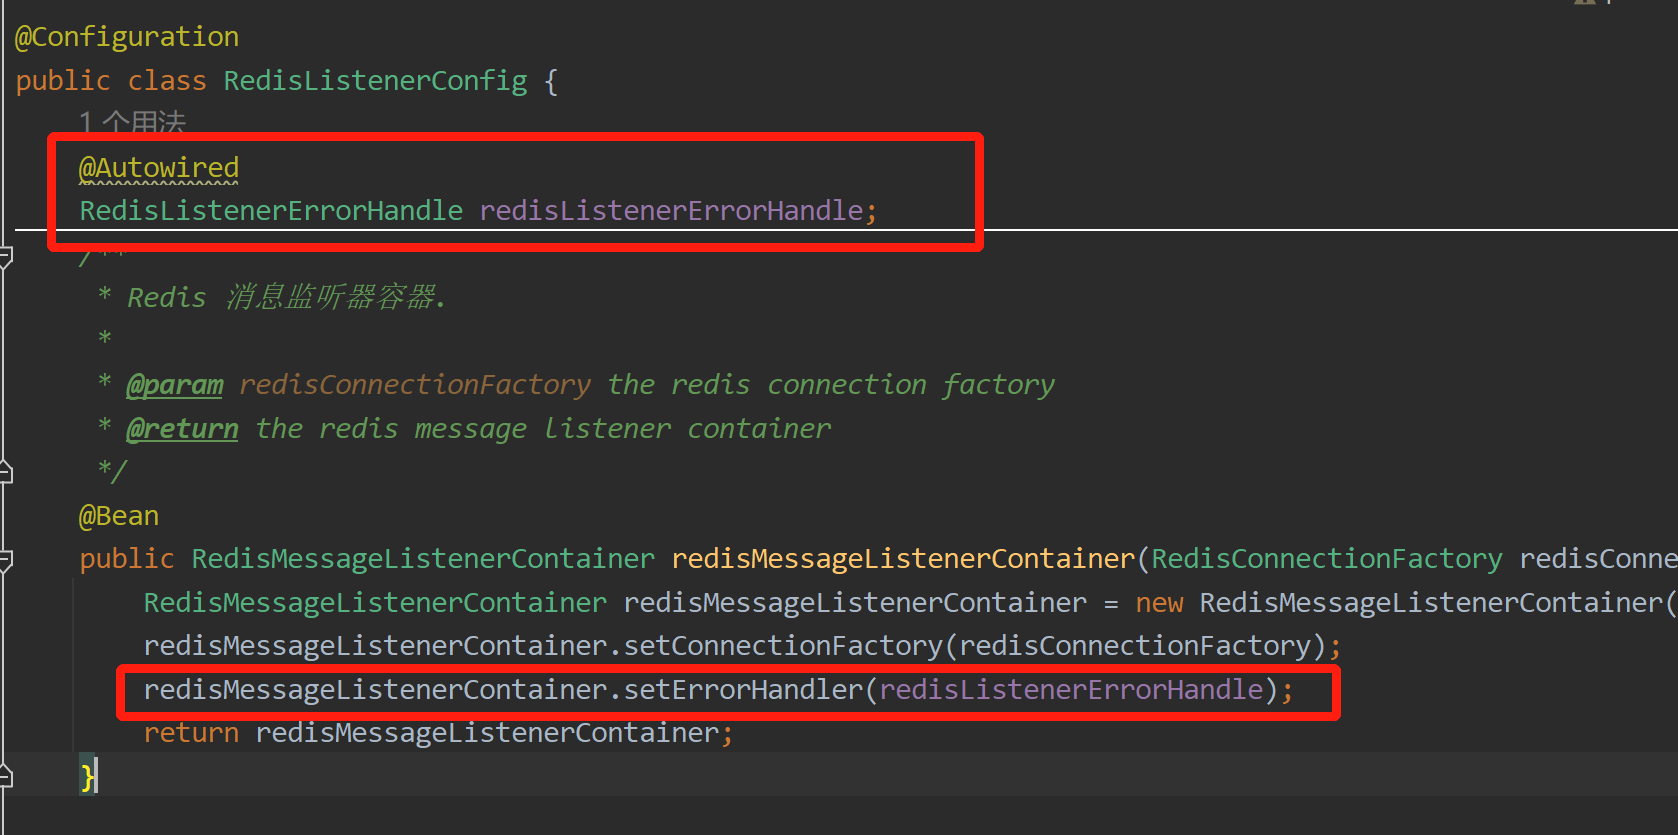 @Configuration
public class RedisListenerConfig {
1 个用法
@Autowired
RedisListenerErrorHandle redisListenerErrorHandle;
/**
* Redis 消息监听器容器.
*
* @param redisConnectionFactory the redis connection factory
* @return the redis message listener container
*/
@Bean
public RedisMessageListenerContainer redisMessageListenerContainer(RedisConnectionFactory redisConne
RedisMessageListenerContainer redisMessageListenerContainer = new RedisMessageListenerContainer(
redisMessageListenerContainer.setConnectionFactory(redisConnectionFactory);
redisMessageListenerContainer.setErrorHandler(redisListenerErrorHandle);
return redisMessageListenerContainer;
}